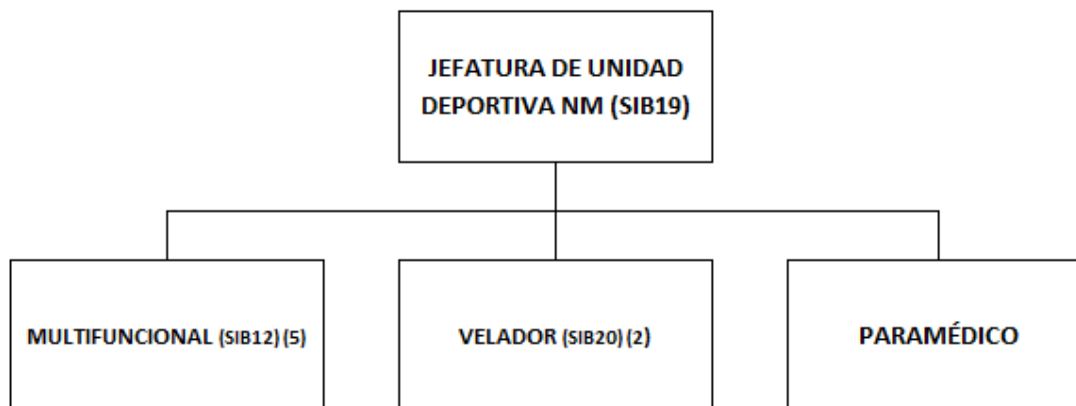 JEFATURA DE UNIDAD
DEPORTIVA NM (SIB19)
MULTIFUNCIONAL (SIB12) (5)
VELADOR (SIB20) (2)
PARAMÉDICO